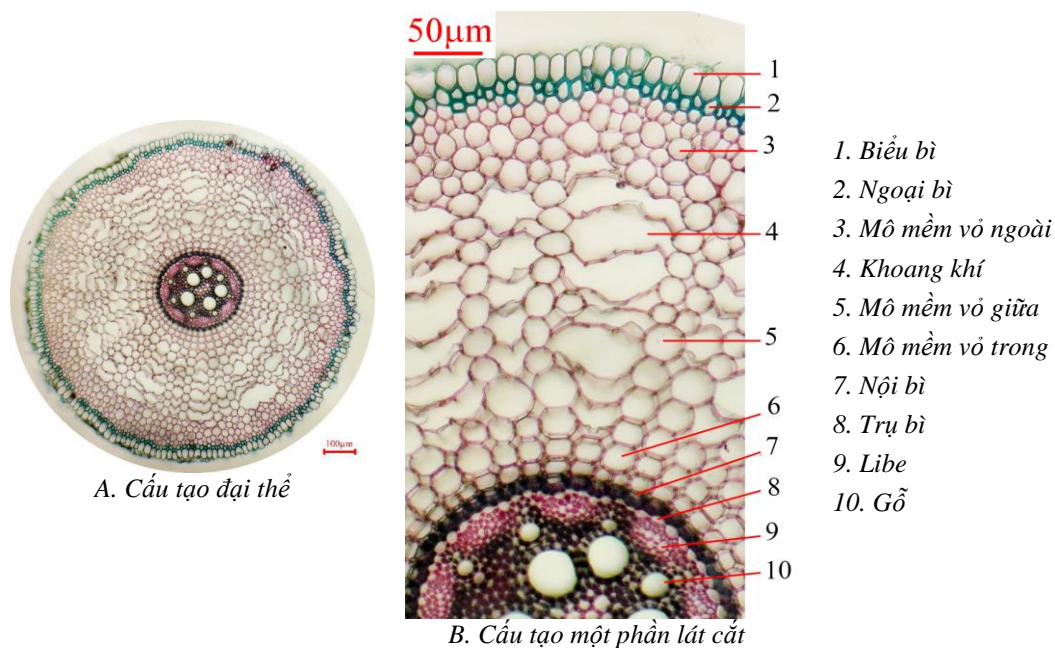 50μm
1
2
3
4
5
6
7
8
9
10
100μm
A. Cấu tạo đại thể
B. Cấu tạo một phần lát cắt
1. Biểu bì
2. Ngoại bì
3. Mô mềm vỏ ngoài
4. Khoang khí
5. Mô mềm vỏ giữa
6. Mô mềm vỏ trong
7. Nội bì
8. Trụ bì
9. Libe
10. Gỗ